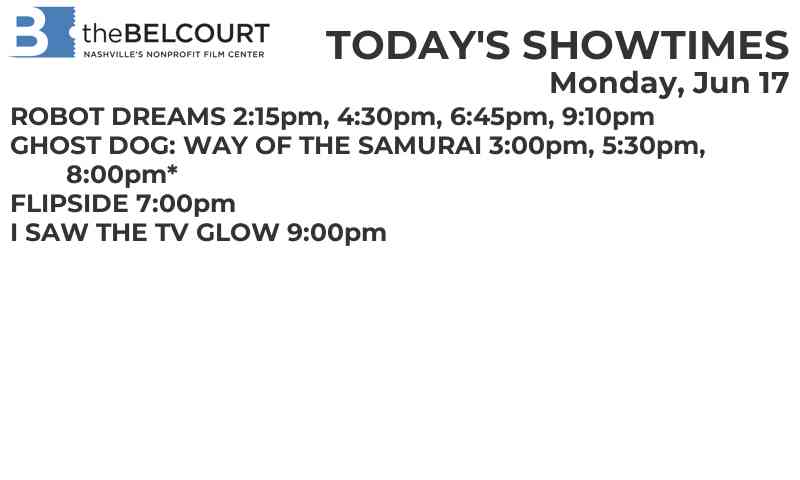 B theBELCOURT
NASHVILLE'S NONPROFIT FILM CENTER
TODAY'S SHOWTIMES
Monday, Jun 17
ROBOT DREAMS 2:15pm, 4:30pm, 6:45pm, 9:10pm
GHOST DOG: WAY OF THE SAMURAI 3:00pm, 5:30pm,
8:00pm*
FLIPSIDE 7:00pm
I SAW THE TV GLOW 9:00pm